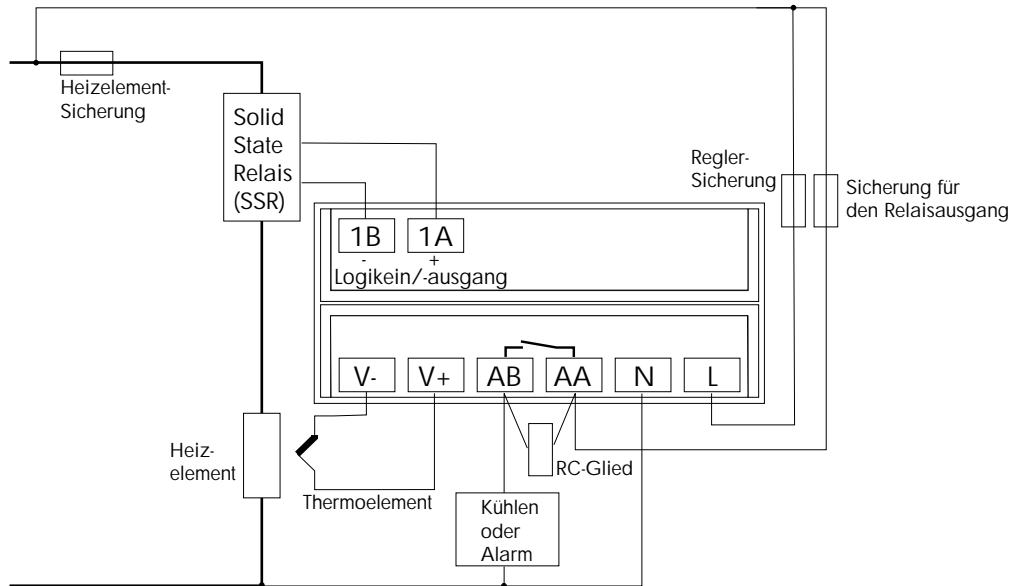 Heizelement-
Sicherung
Solid
State
Relais
(SSR)
Regler-
Sicherung
Sicherung für
den Relaisausgang
1B
1A
-
+
Logikein/-ausgang
V-
V+
AB
AA
N
L
Heiz-
element
Thermoelement
RC-Glied
Kühlen
oder
Alarm